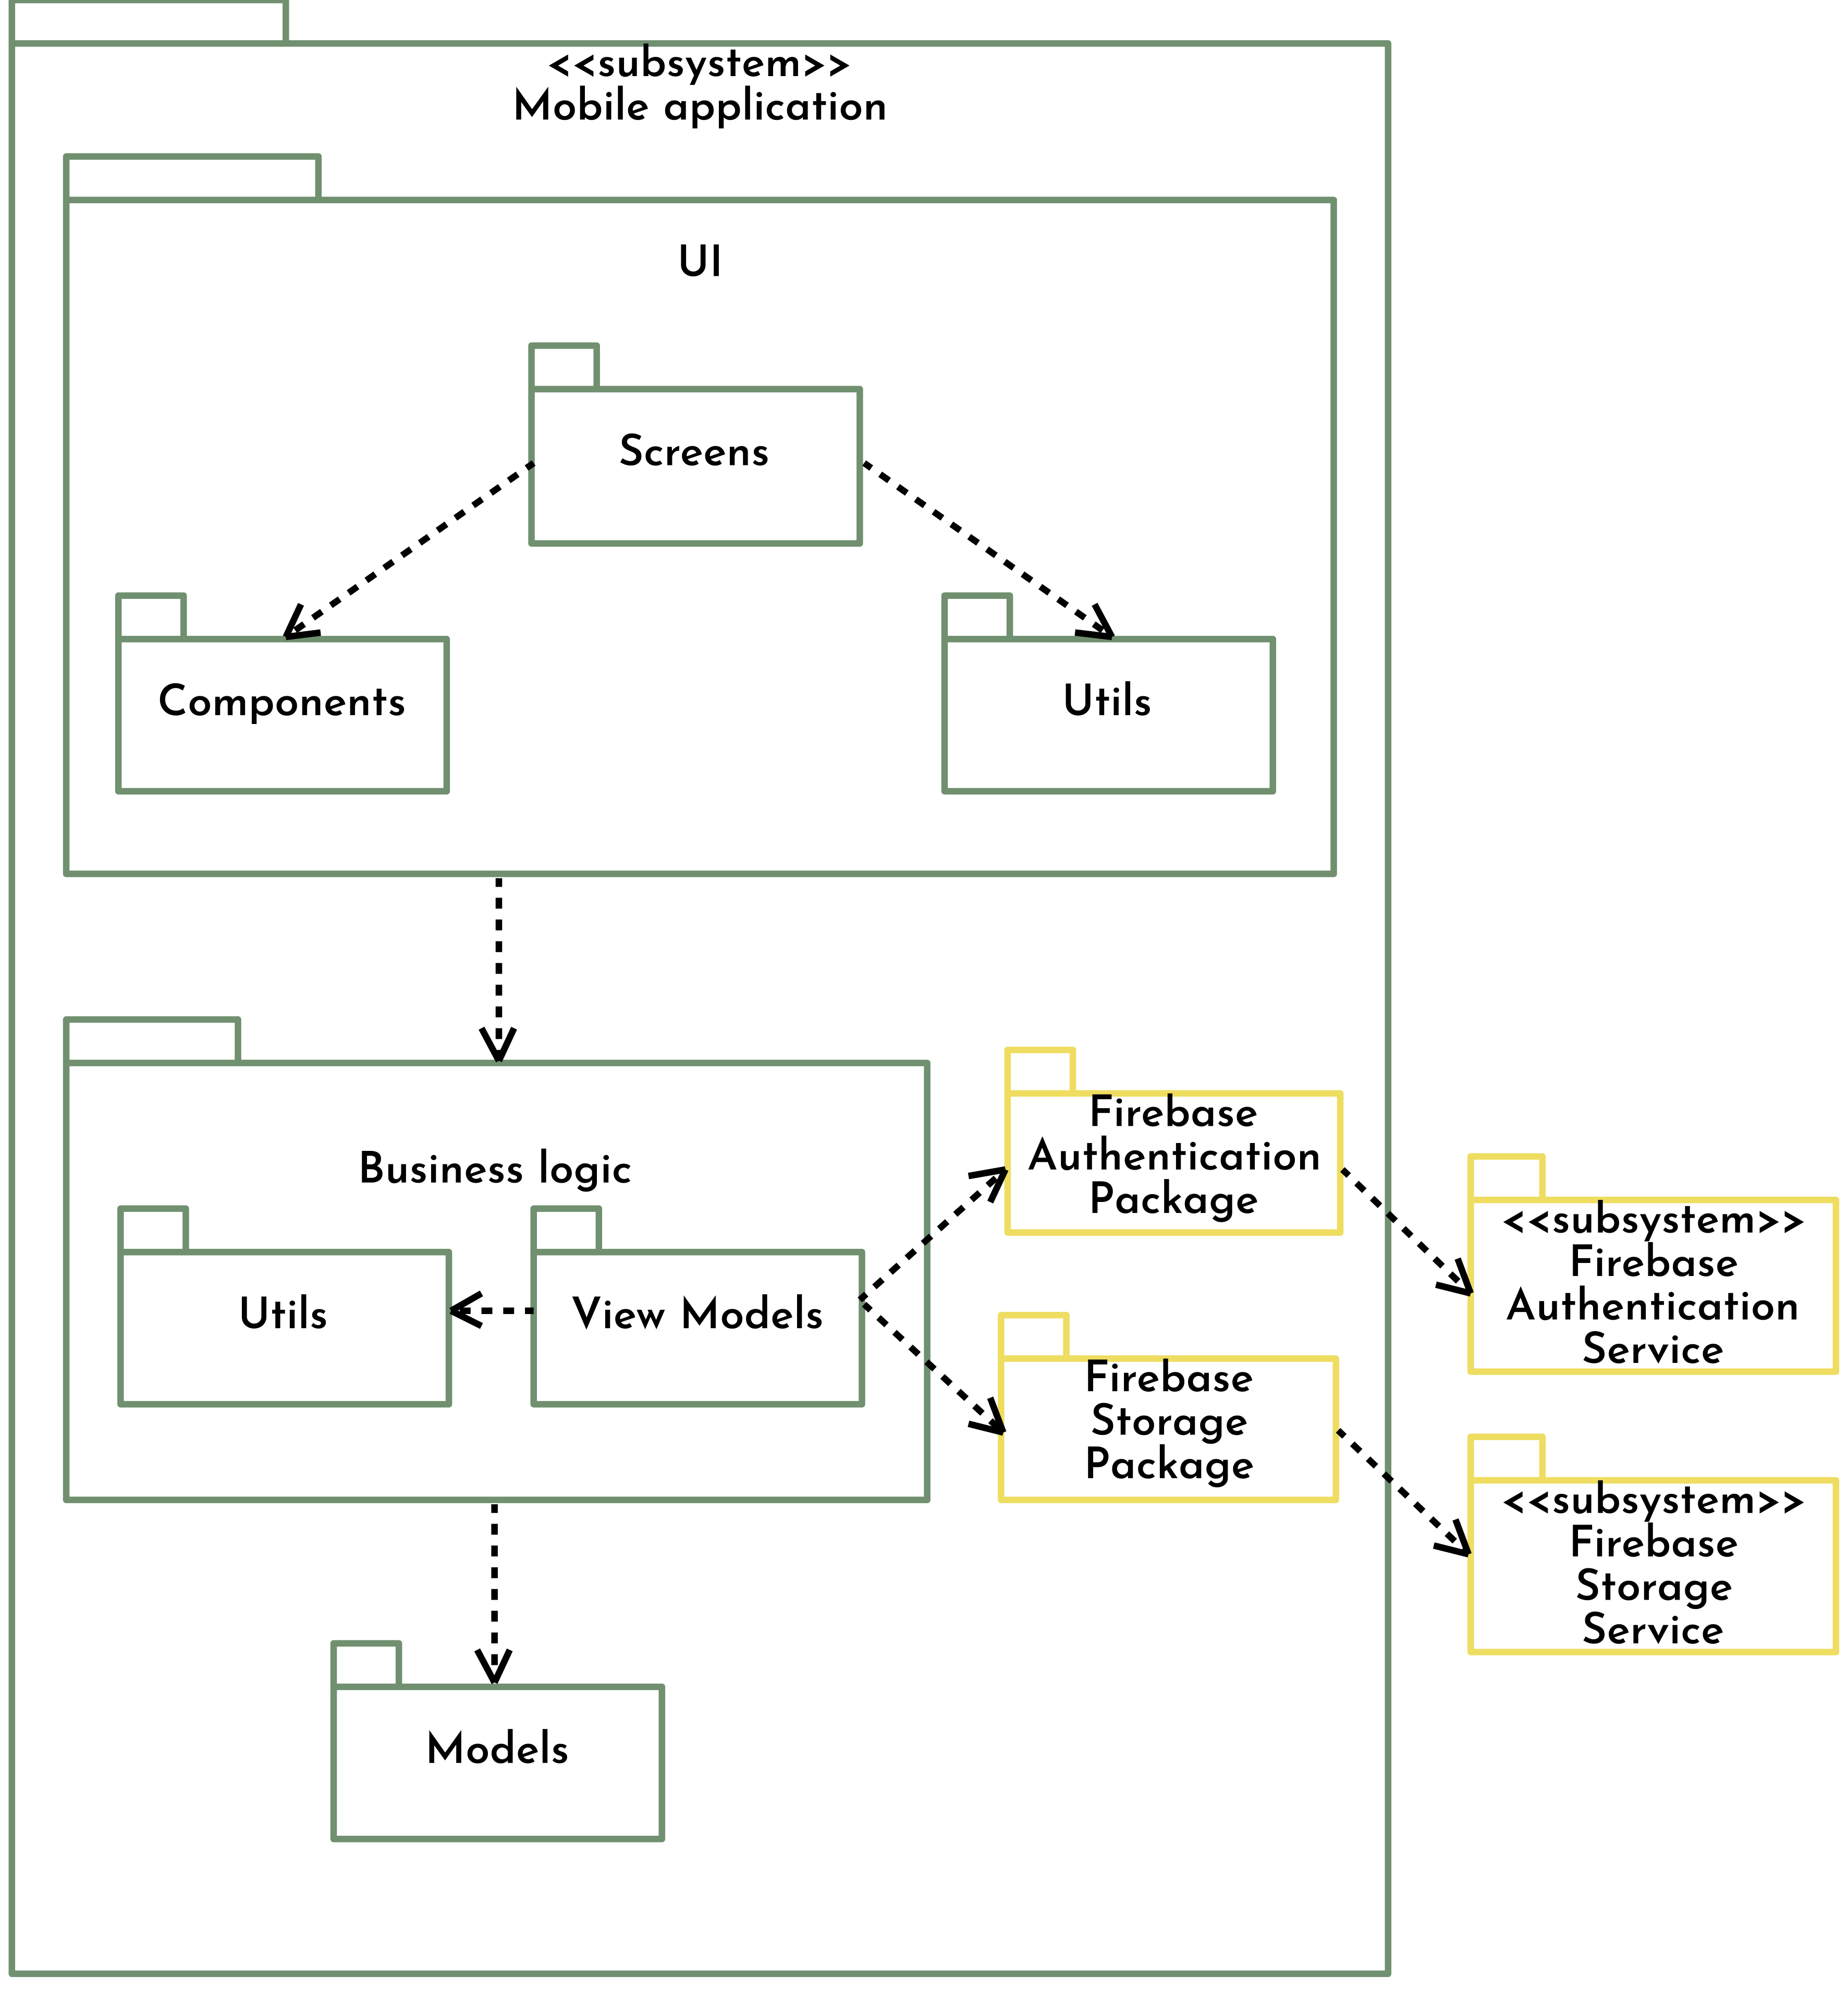 <<subsystem>>
Mobile application
UI
Screens
Components
Utils
Business logic
Utils
View Models
Firebase
Authentication
Package
Firebase
Storage
Package
<<subsystem>>
Firebase
Authentication
Service
<<subsystem>>
Firebase
Storage
Service
Models